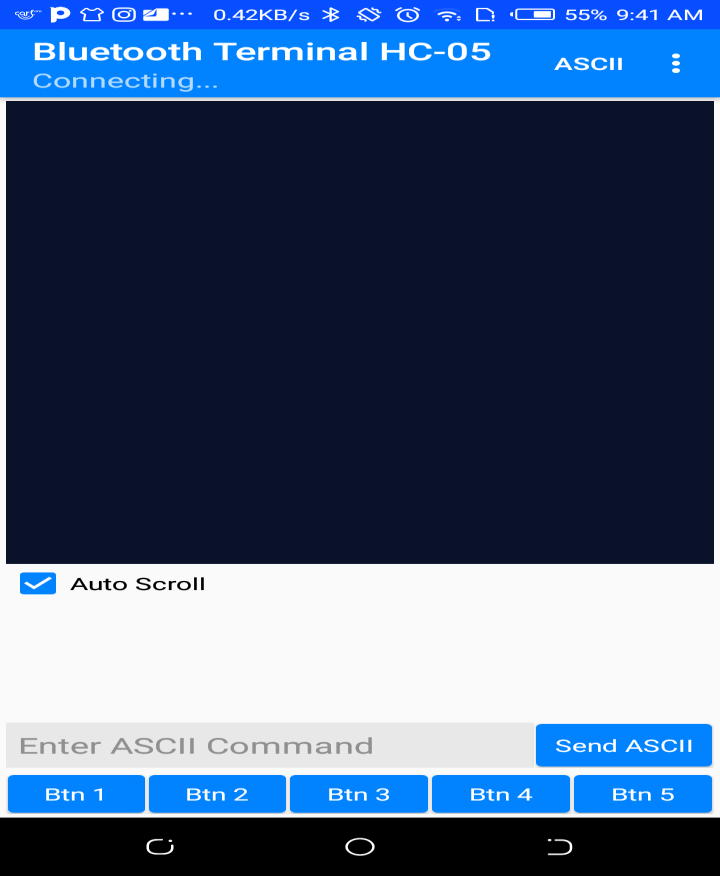 0.42KB/s 55% 9:41 AM
Bluetooth Terminal HC-05
Connecting...
ASCII
Auto Scroll
Enter ASCII Command
Send ASCII
Btn 1 Btn 2 Btn 3 Btn 4 Btn 5